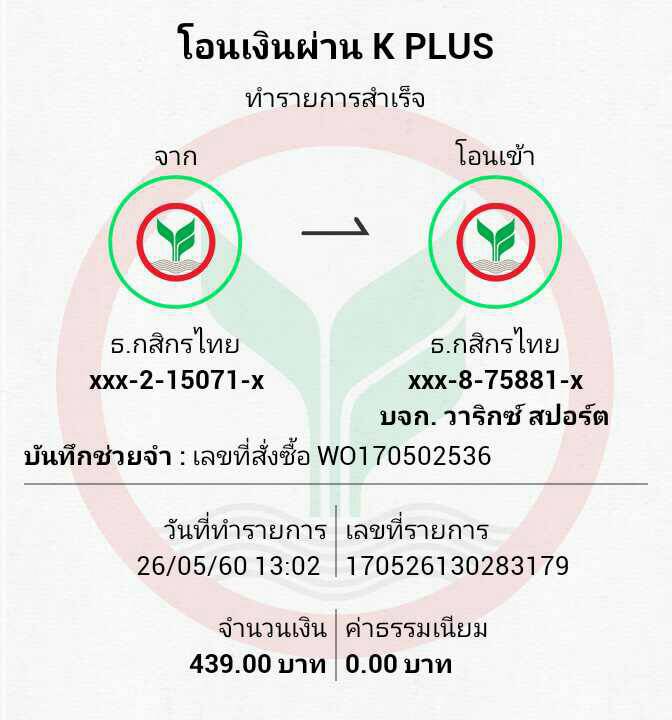 โอนเงินผ่าน K PLUS
ทำรายการสำเร็จ
จาก
โอนเข้า
ธ.กสิกรไทย
xxx-2-15071-x
ธ.กสิกรไทย
xxx-8-75881-x
บจก. วาริกซ์ สปอร์ต
บันทึกช่วยจำ : เลขที่สั่งซื้อ WO170502536
วันที่ทำรายการ
26/05/60 13:02
เลขที่รายการ
170526130283179
จำนวนเงิน
439.00 บาท
ค่าธรรมเนียม
0.00 บาท